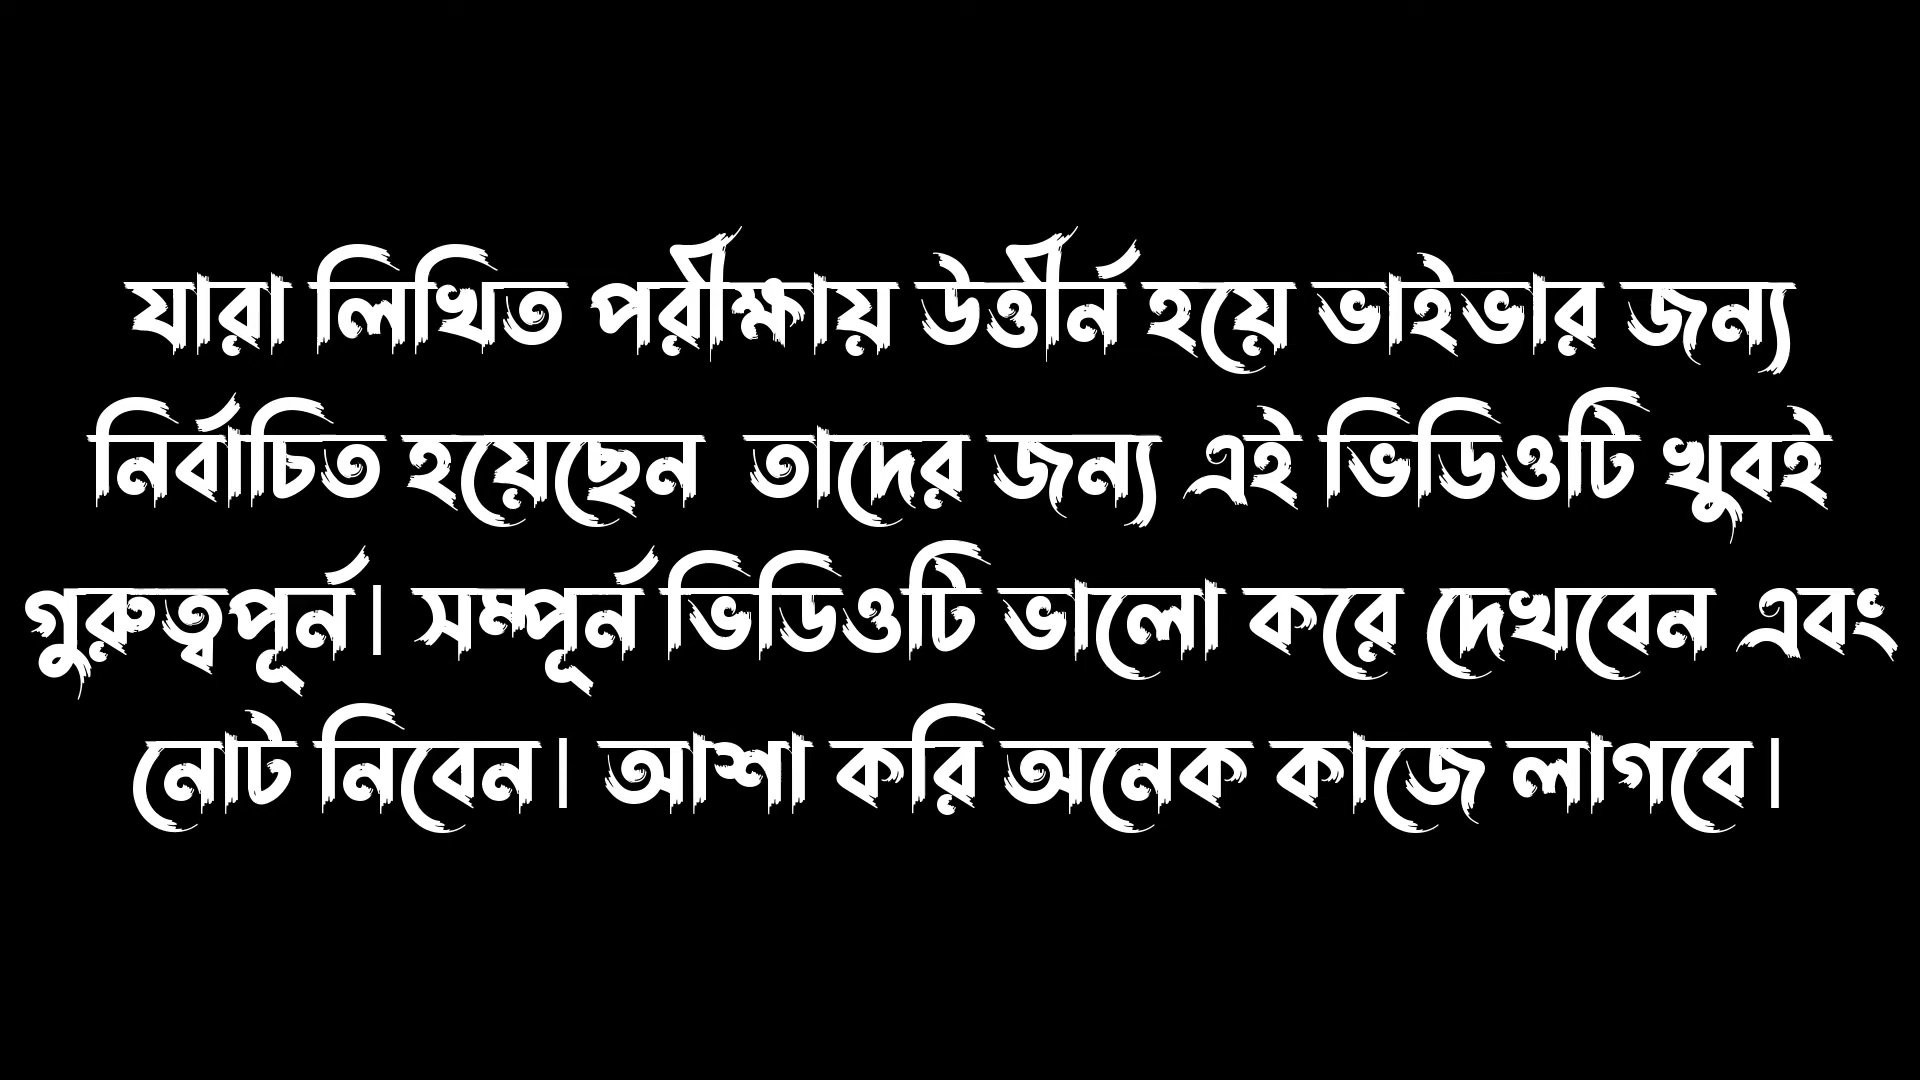 যারা লিখিত পরীক্ষায় উত্তীর্ন হয়ে ভাইভার জন্য
নির্বাচিত হয়েছেন তাদের জন্য এই ভিডিওটি খুবই
গুরুত্বপূর্ন। সম্পূর্ন ভিডিওটি ভালো করে দেখবেন এবং
নোট নিবেন। আশা করি অনেক কাজে লাগবে।